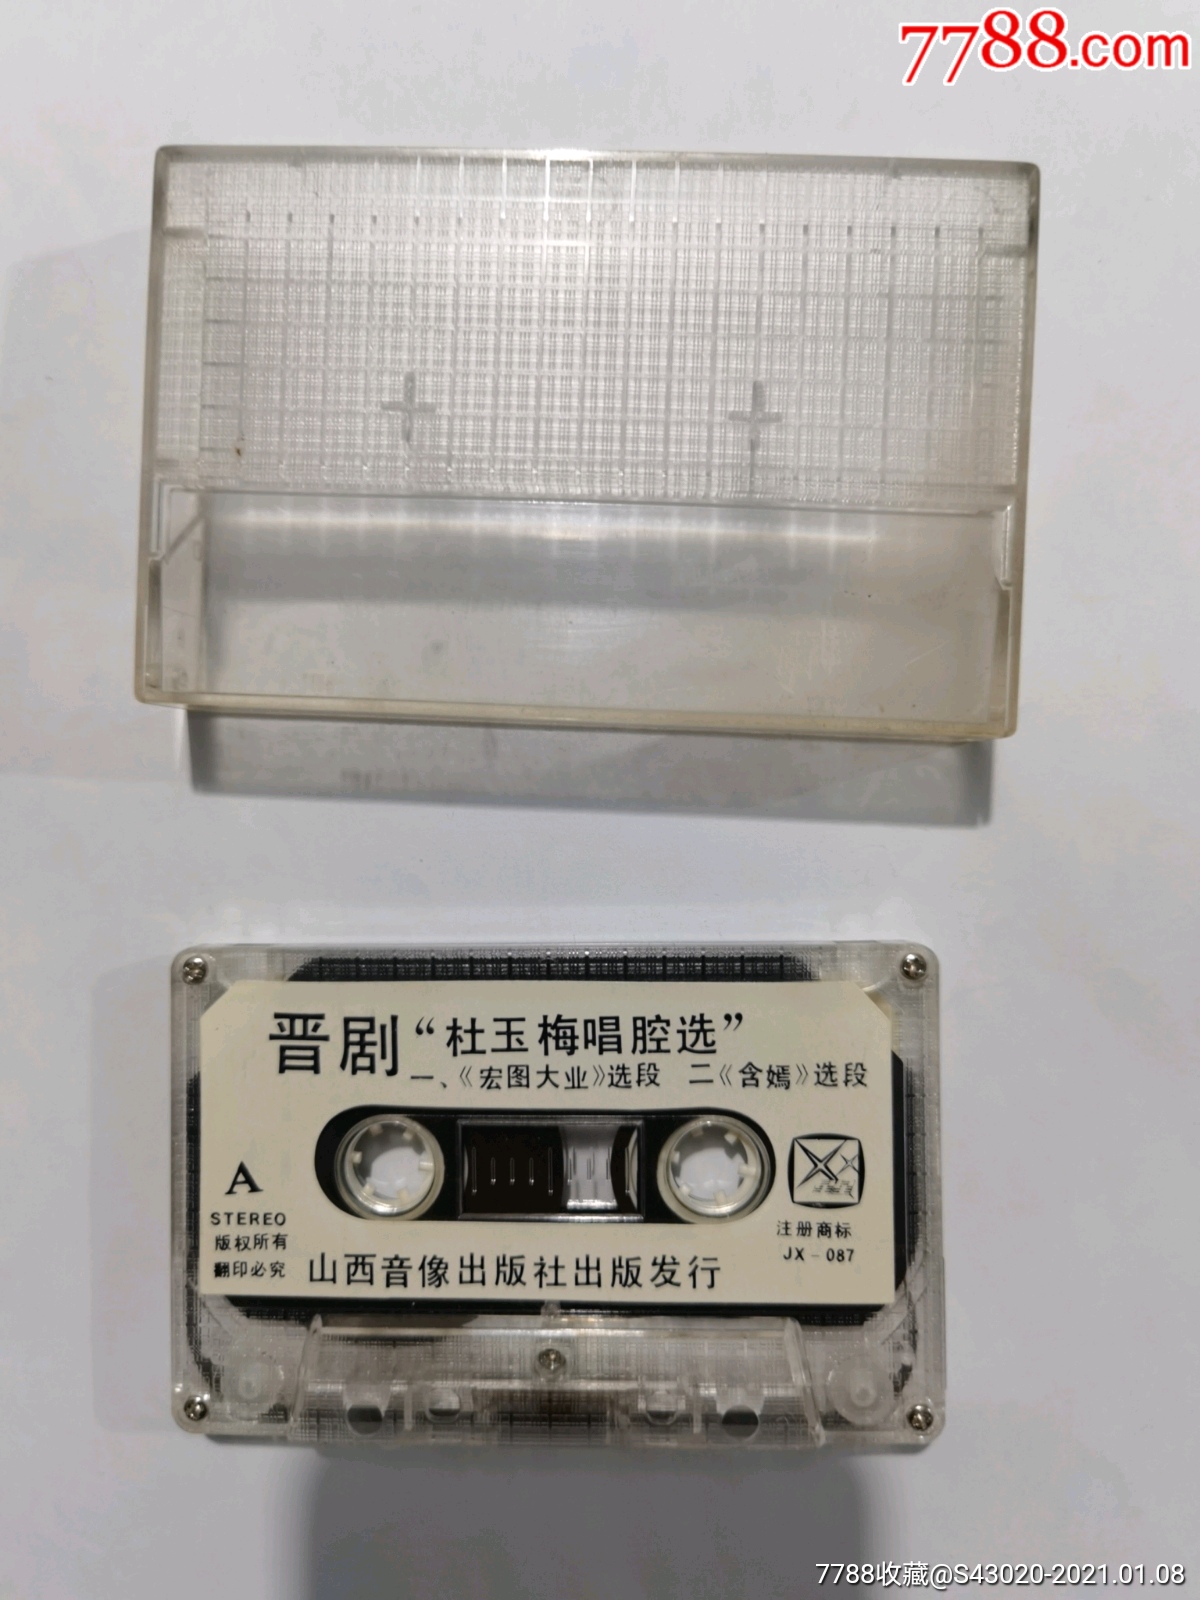 7788.com
晋剧“杜玉梅唱腔选”
一、《宏图大业》选段 二《含嫣》选段
A
STEREO
版权所有
翻印必究
山西音像出版社出版发行
注册商标
JX-087
7788收藏@S43020-2021.01.08